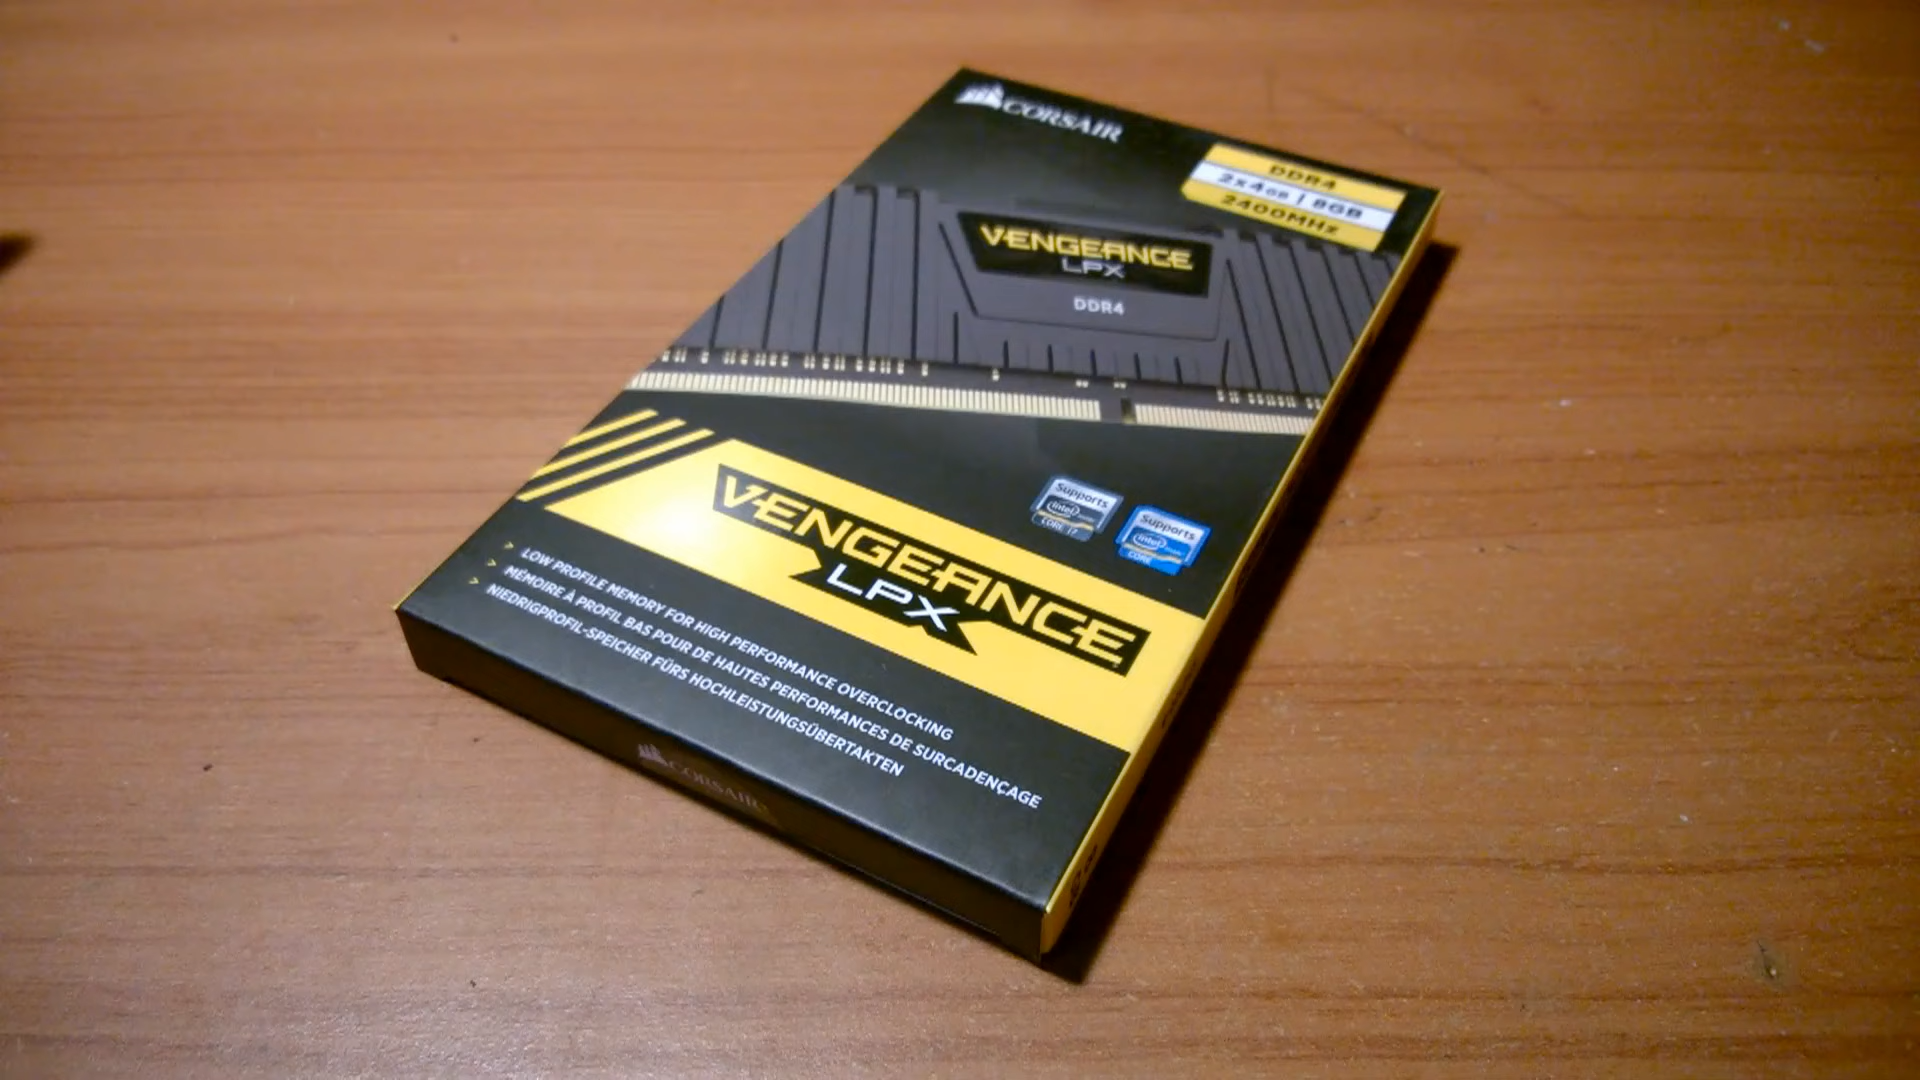 CORSAIR
DDR4
2x4GB | 8GB
2400MHz
VENGEANCE
LPX
DDR4
Supports
intel
CORE i7
Supports
intel
CORE
VENGEANCE
LPX
> LOW PROFILE MEMORY FOR HIGH PERFORMANCE OVERCLOCKING
> MÉMOIRE À PROFIL BAS POUR DE HAUTES PERFORMANCES DE SURCADENÇAGE
> NIEDRIGPROFIL-SPEICHER FÜRS HOCHLEISTUNGSÜBERTAKTEN
CORSAIR